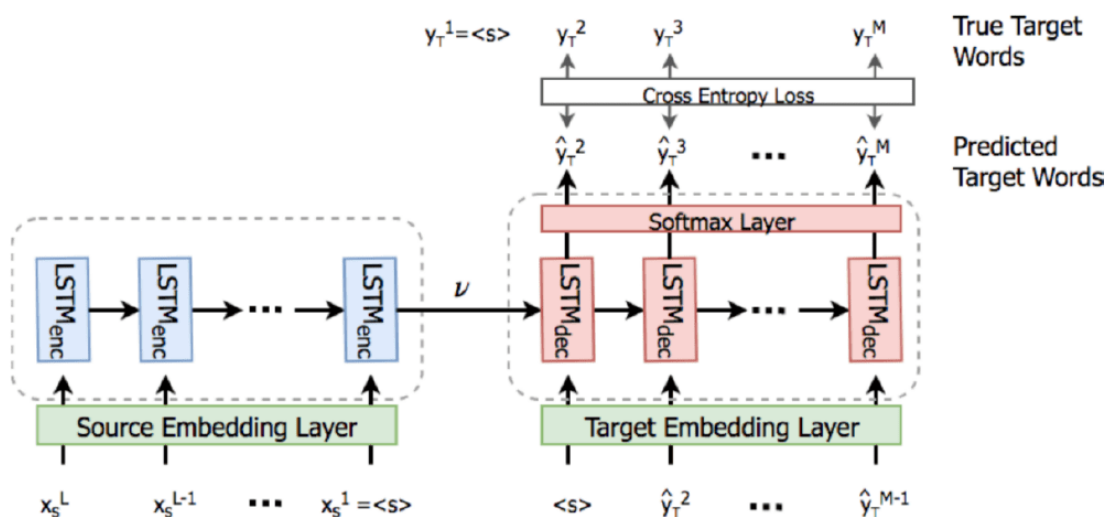 y_T^1=<s> y_T^2 y_T^3 y_T^M True Target
Words
Cross Entropy Loss
ŷ_T^2 ŷ_T^3 ... ŷ_T^M Predicted
Target Words
Softmax Layer
LSTM_enc LSTM_enc ... LSTM_enc ν LSTM_dec LSTM_dec ... LSTM_dec
Source Embedding Layer Target Embedding Layer
x_S^L x_S^L-1 ... x_S^1=<s> <s> ŷ_T^2 ... ŷ_T^M-1